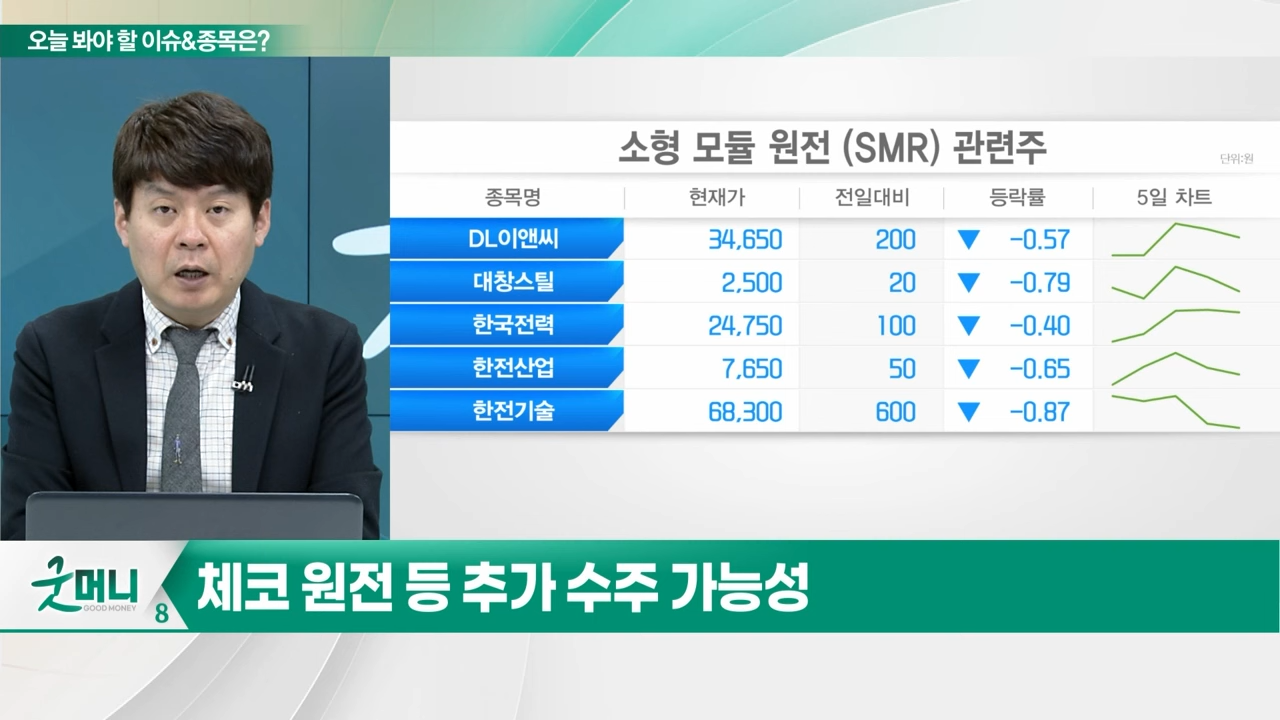 오늘 봐야 할 이슈&종목은?
소형 모듈 원전 (SMR) 관련주
단위:원
종목명 현재가 전일대비 등락률 5일 차트
DL이앤씨 34,650 200 ▼ -0.57
대창스틸 2,500 20 ▼ -0.79
한국전력 24,750 100 ▼ -0.40
한전산업 7,650 50 ▼ -0.65
한전기술 68,300 600 ▼ -0.87
굿머니
GOOD MONEY
8
체코 원전 등 추가 수주 가능성